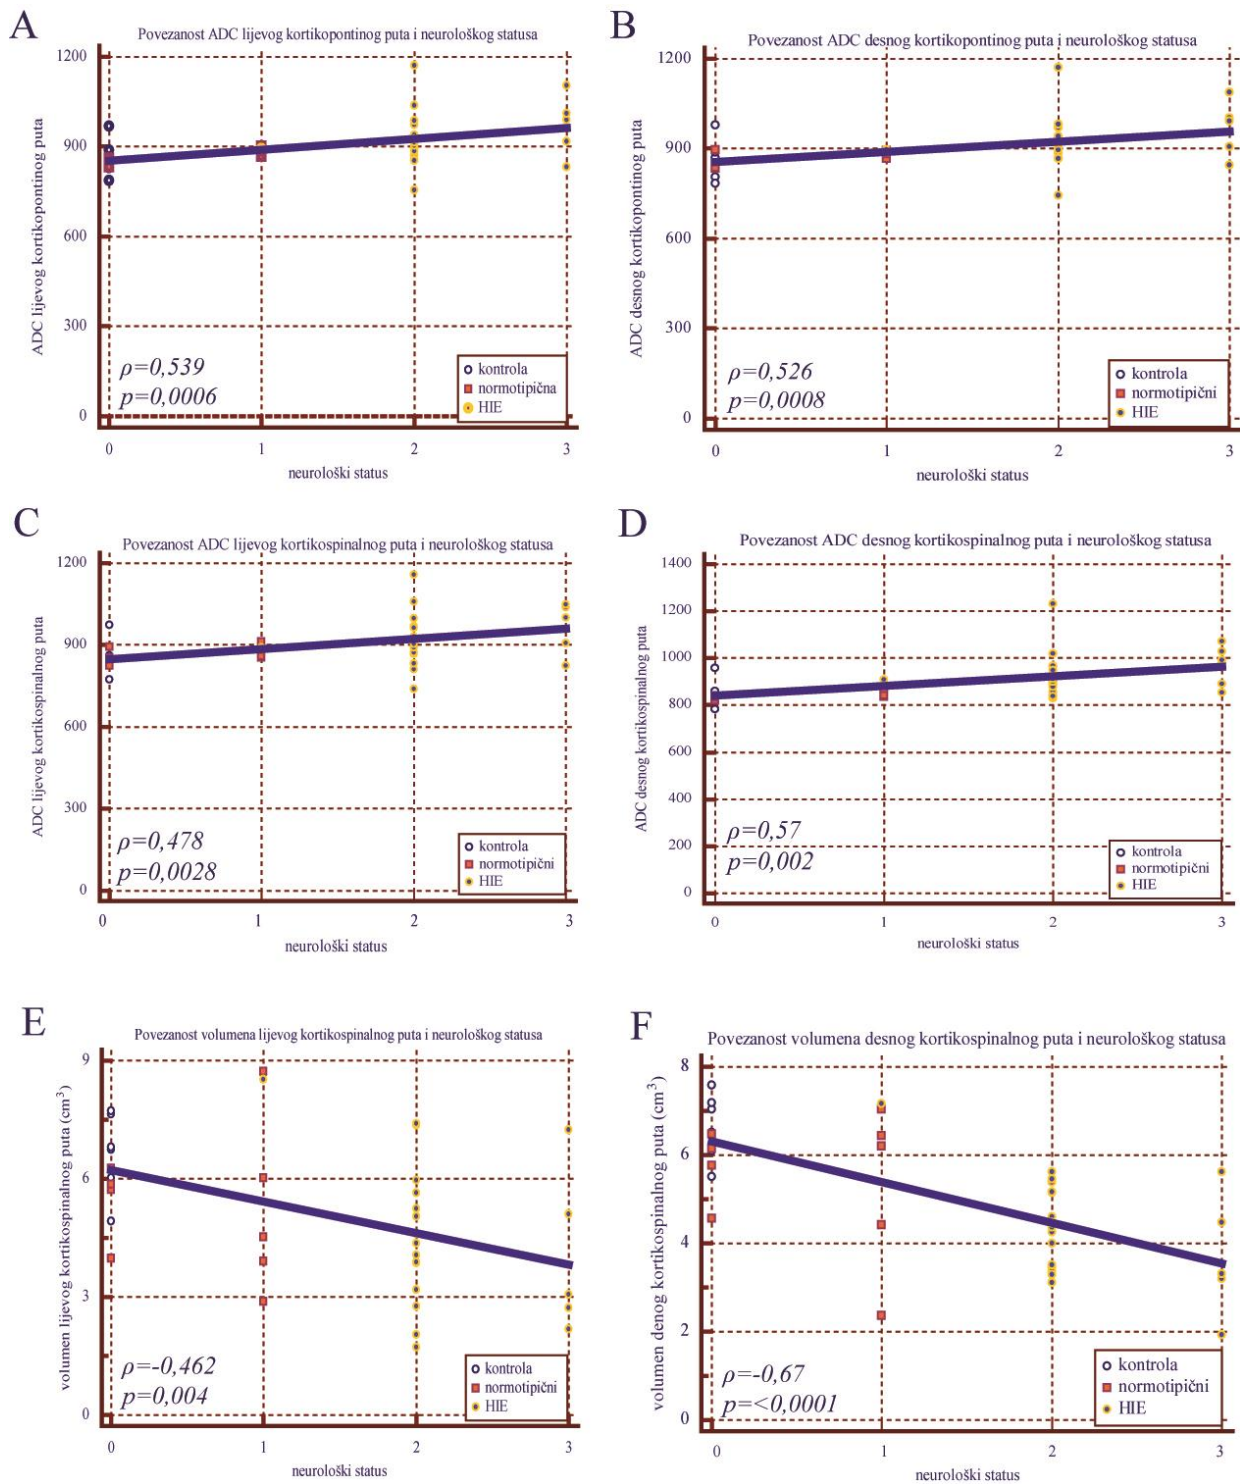 A
Povezanost ADC lijevog kortikopontinog puta i neurološkog statusa
ADC lijevog kortikopontinog puta
1200
900
600
300
0
ρ=0,539
p=0,0006
kontrola
normotipična
HIE
0 1 2 3
neurološki status
B
Povezanost ADC desnog kortikopontinog puta i neurološkog statusa
ADC desnog kortikopontinog puta
1200
900
600
300
0
ρ=0,526
p=0,0008
kontrola
normotipični
HIE
0 1 2 3
neurološki status
C
Povezanost ADC lijevog kortikospinalnog puta i neurološkog statusa
ADC lijevog kortikospinalnog puta
1200
900
600
300
0
ρ=0,478
p=0,0028
kontrola
normotipični
HIE
0 1 2 3
neurološki status
D
Povezanost ADC desnog kortikospinalnog puta i neurološkog statusa
ADC desnog kortikospinalnog puta
1400
1200
1000
800
600
400
200
0
ρ=0,57
p=0,002
kontrola
normotipični
HIE
0 1 2 3
neurološki status
E
Povezanost volumena lijevog kortikospinalnog puta i neurološkog statusa
volumen lijevog kortikospinalnog puta (cm³)
9
6
3
0
ρ=-0,462
p=0,004
kontrola
normotipični
HIE
0 1 2 3
neurološki status
F
Povezanost volumena desnog kortikospinalnog puta i neurološkog statusa
volumen denog kortikospinalnog puta (cm³)
8
6
4
2
0
ρ=-0,67
p=<0,0001
kontrola
normotipični
HIE
0 1 2 3
neurološki status